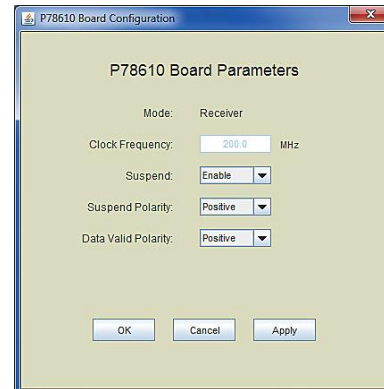 P78610 Board Configuration
P78610 Board Parameters
Mode: Receiver
Clock Frequency: 200.0 MHz
Suspend: Enable
Suspend Polarity: Positive
Data Valid Polarity: Positive
OK Cancel Apply